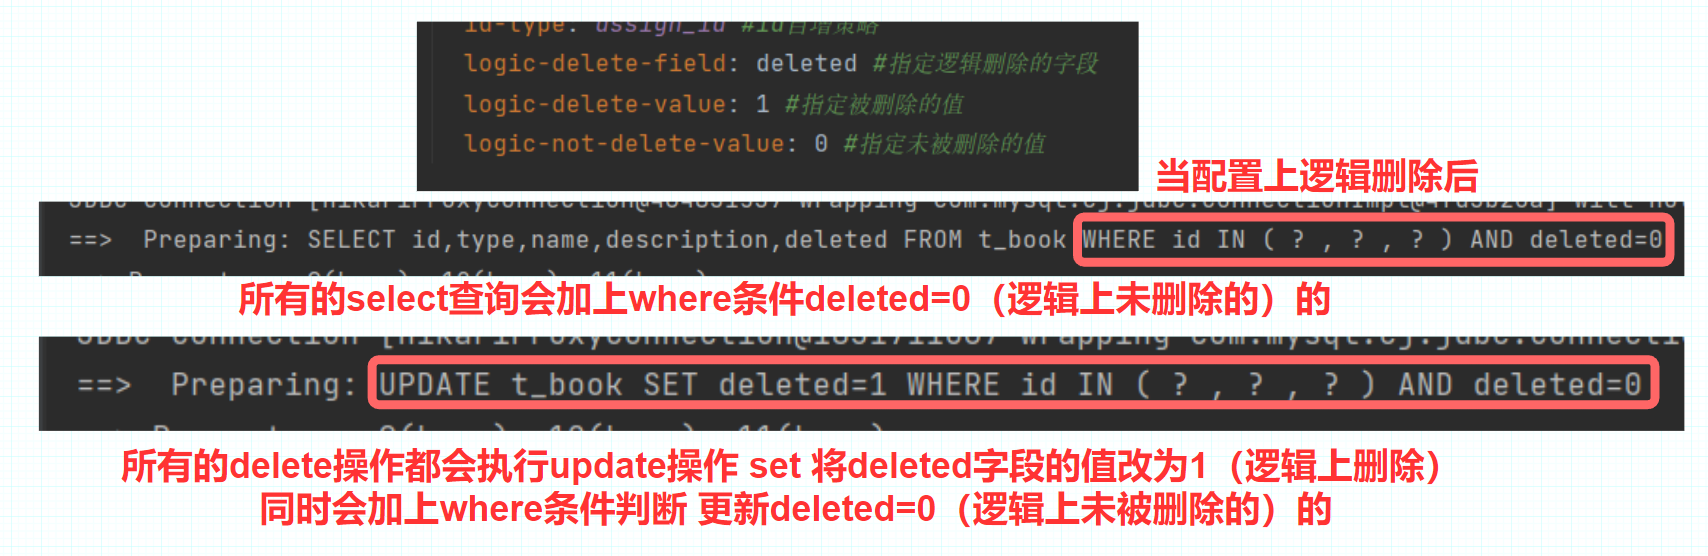 id-type: assign_id #id自增策略
logic-delete-field: deleted #指定逻辑删除的字段
logic-delete-value: 1 #指定被删除的值
logic-not-delete-value: 0 #指定未被删除的值
当配置上逻辑删除后
==>  Preparing: SELECT id,type,name,description,deleted FROM t_book WHERE id IN ( ? , ? , ? ) AND deleted=0
所有的select查询会加上where条件deleted=0（逻辑上未删除的）的
==>  Preparing: UPDATE t_book SET deleted=1 WHERE id IN ( ? , ? , ? ) AND deleted=0
所有的delete操作都会执行update操作 set 将deleted字段的值改为1（逻辑上删除）
同时会加上where条件判断 更新deleted=0（逻辑上未被删除的）的